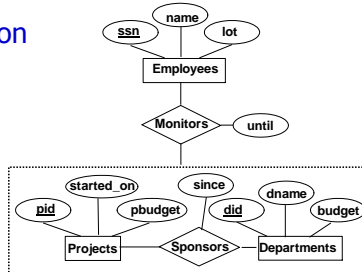 on
name
ssn
lot
Employees
Monitors
until
started_on
since
dname
pid
pbudget
did
budget
Projects
Sponsors
Departments